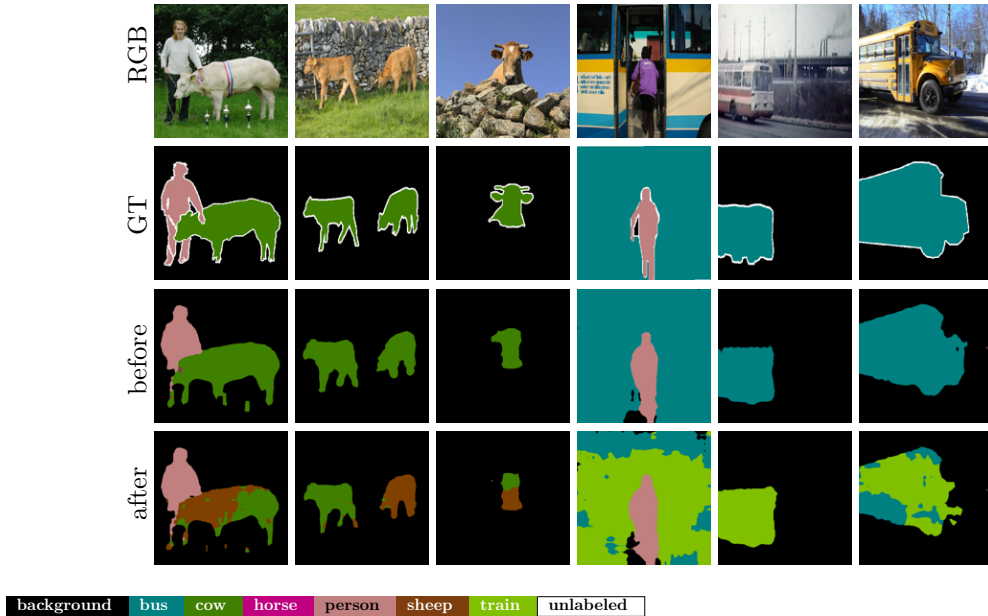 RGB
GT
before
after
background bus cow horse person sheep train unlabeled